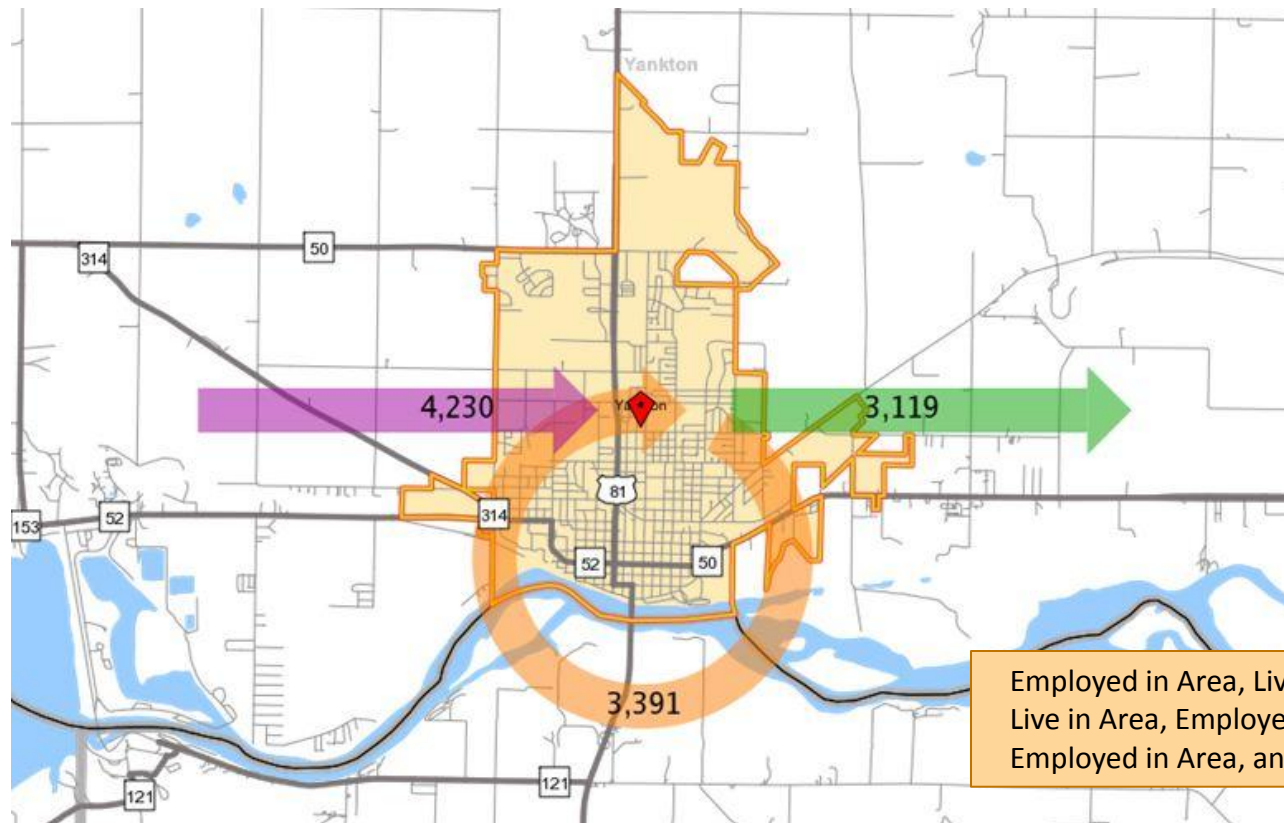 Yankton
50
314
4,230
Yankton
3,119
81
314
153
52
52
50
3,391
Employed in Area, Liv
Live in Area, Employe
Employed in Area, an
121
121